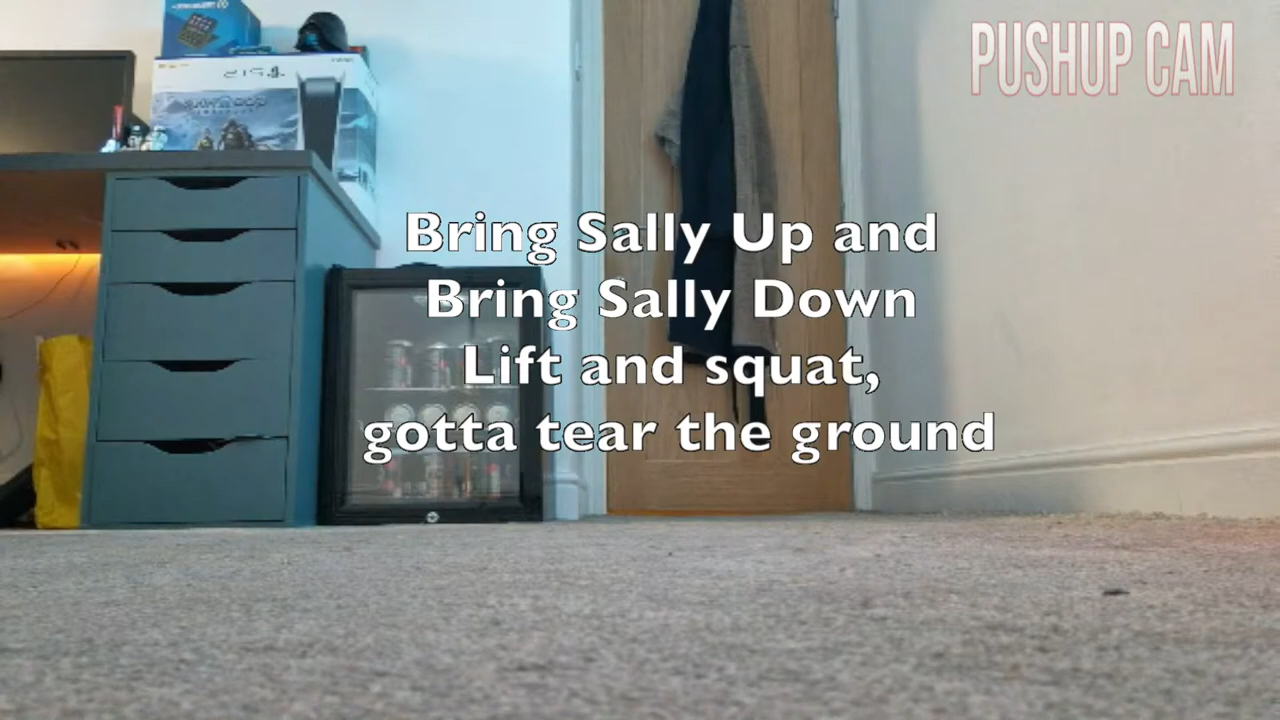 PUSHUP CAM
Bring Sally Up and
Bring Sally Down
Lift and squat,
gotta tear the ground